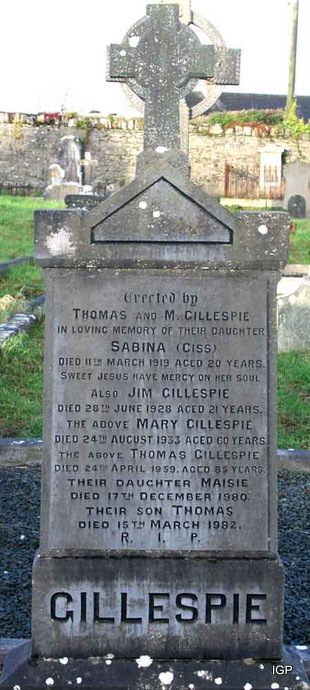 Erected by
THOMAS AND M. GILLESPIE
IN LOVING MEMORY OF THEIR DAUGHTER
SABINA (CISS)
DIED 11TH MARCH 1919 AGED 20 YEARS.
SWEET JESUS HAVE MERCY ON HER SOUL
ALSO JIM GILLESPIE
DIED 28TH JUNE 1928 AGED 21 YEARS.
THE ABOVE MARY GILLESPIE
DIED 24TH AUGUST 1933 AGED 60 YEARS.
THE ABOVE THOMAS GILLESPIE
DIED 24TH APRIL 1959. AGED 85 YEARS.
THEIR DAUGHTER MAISIE
DIED 17TH DECEMBER 1980.
THEIR SON THOMAS
DIED 15TH MARCH 1982.
R. I. P.
GILLESPIE
IGP